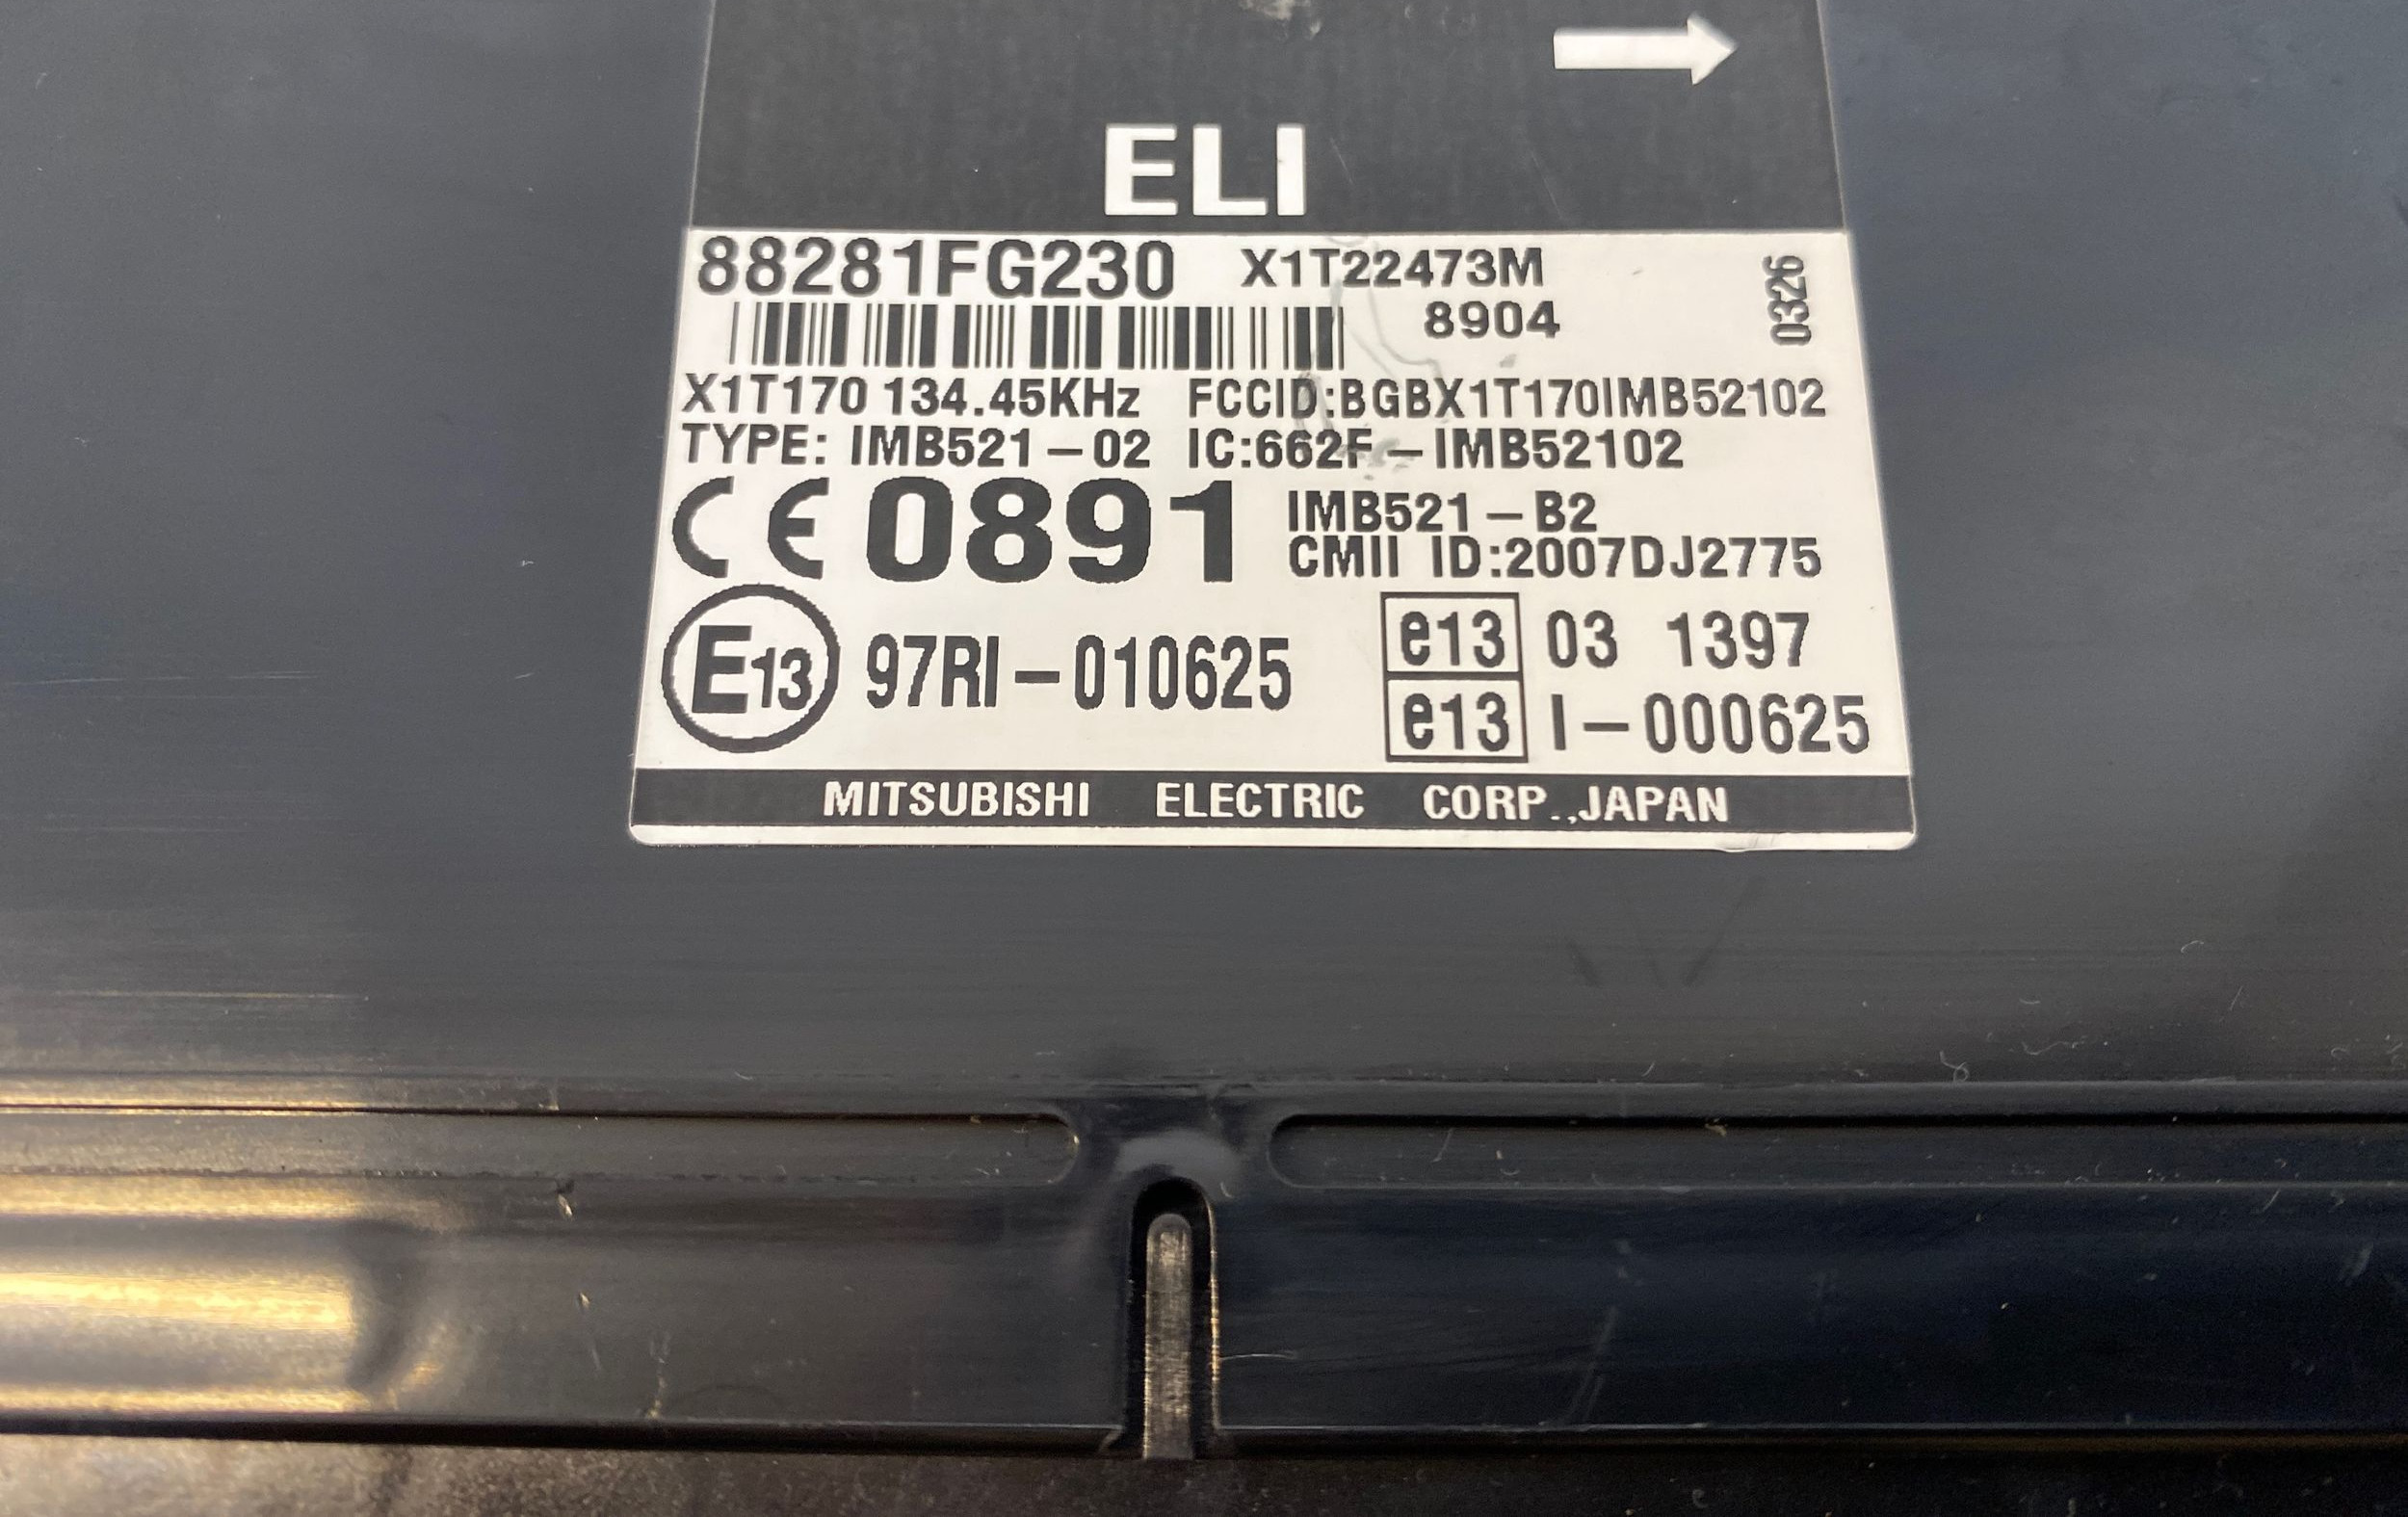 ELI
88281FG230 X1T22473M
8904
0326
X1T170 134.45KHz FCCID:BGBX1T170IMB52102
TYPE: IMB521-02 IC:662F-IMB52102
CE 0891 IMB521-B2
CMII ID:2007DJ2775
E13 97RI-010625
e13 03 1397
e13 I-000625
MITSUBISHI ELECTRIC CORP.,JAPAN